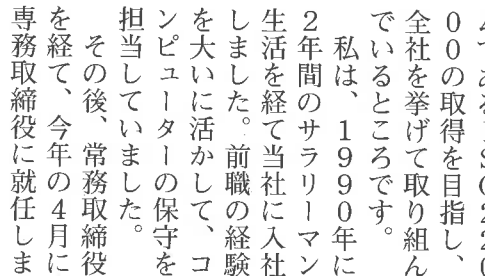 である ISO220
00の取得を目指し、
全社を挙げて取り組ん
でいるところです。
私は、1990年に
2年間のサラリーマン
生活を経て当社に入社
しました。前職の経験
を大いに活かして、コ
ンピューターの保守を
担当していました。
その後、常務取締役
を経て、今年の4月に
専務取締役に就任しま